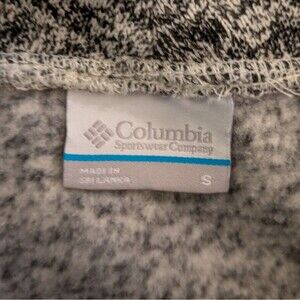 Columbia
Sportswear Company
MADE IN
SRI LANKA
S